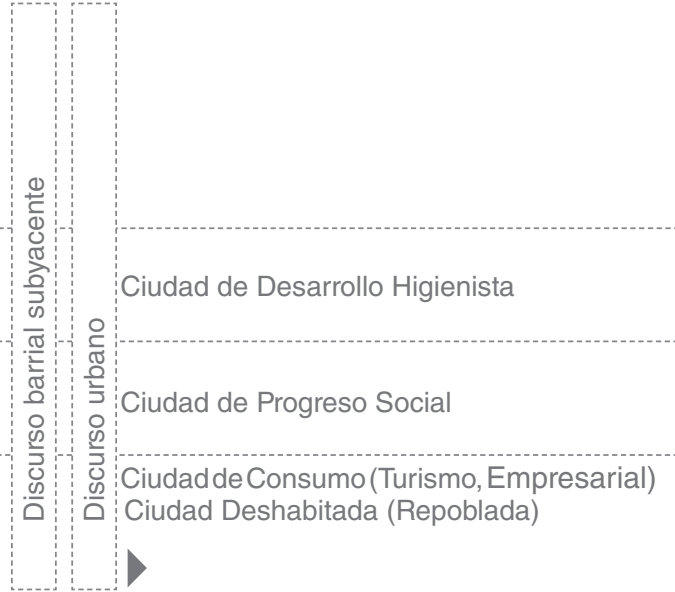 Discurso barrial subyacente
Discurso urbano
Ciudad de Desarrollo Higienista
Ciudad de Progreso Social
Ciudad de Consumo (Turismo, Empresarial)
Ciudad Deshabitada (Repoblada)